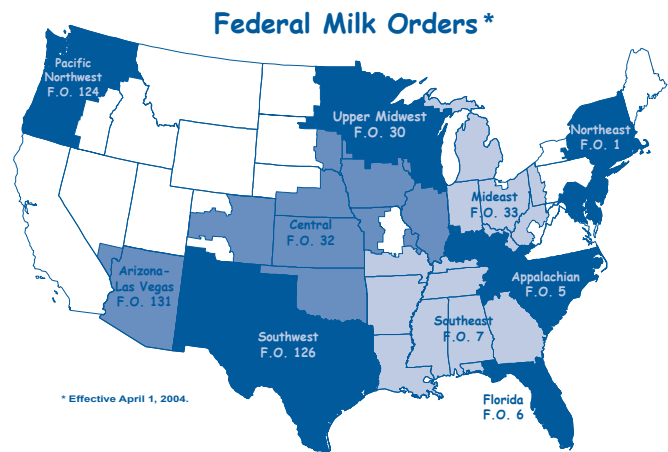 Federal Milk Orders*
Pacific
Northwest
F.O. 124
Upper Midwest
F.O. 30
Northeast
F.O. 1
Mideast
F.O. 33
Central
F.O. 32
Arizona-
Las Vegas
F.O. 131
Appalachian
F.O. 5
Southeast
F.O. 7
Southwest
F.O. 126
Florida
F.O. 6
* Effective April 1, 2004.